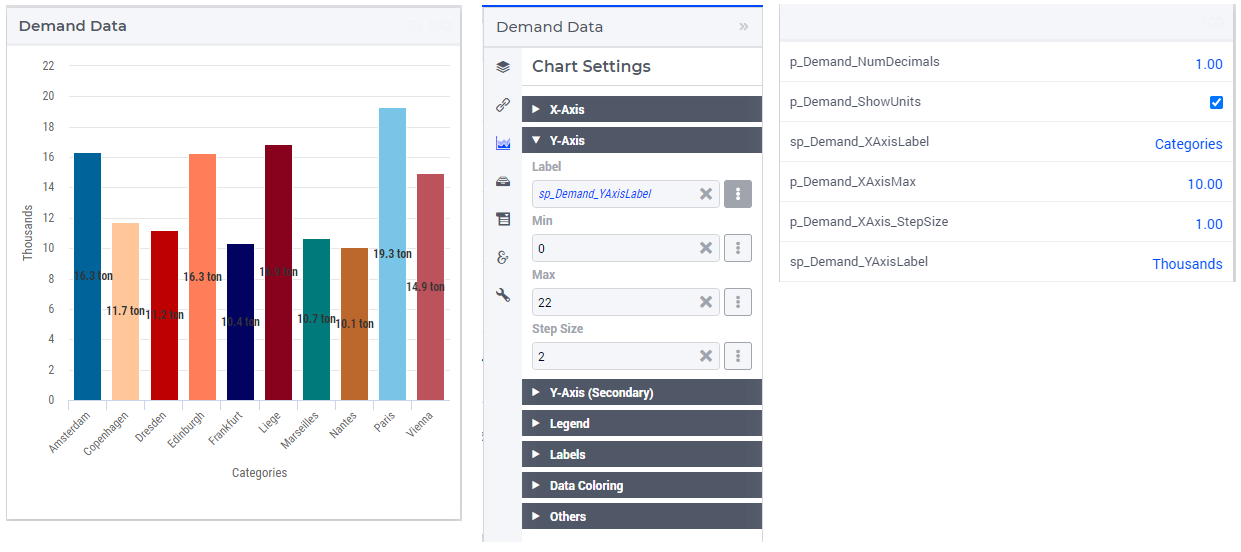 Demand Data
22
20
18
16
14
12
10
8
6
4
2
0
Thousands
16.3 ton
11.7 ton
11.2 ton
16.3 ton
10.4 ton
10.7 ton
10.1 ton
19.3 ton
14.9 ton
Amsterdam
Copenhagen
Dresden
Edinburgh
Frankfurt
Liege
Marseilles
Nantes
Paris
Vienna
Categories
Demand Data »
Chart Settings
X-Axis
Y-Axis
Label
sp_Demand_YAxisLabel
Min
0
Max
22
Step Size
2
Y-Axis (Secondary)
Legend
Labels
Data Coloring
Others
p_Demand_NumDecimals 1.00
p_Demand_ShowUnits
sp_Demand_XAxisLabel Categories
p_Demand_XAxisMax 10.00
p_Demand_XAxis_StepSize 1.00
sp_Demand_YAxisLabel Thousands